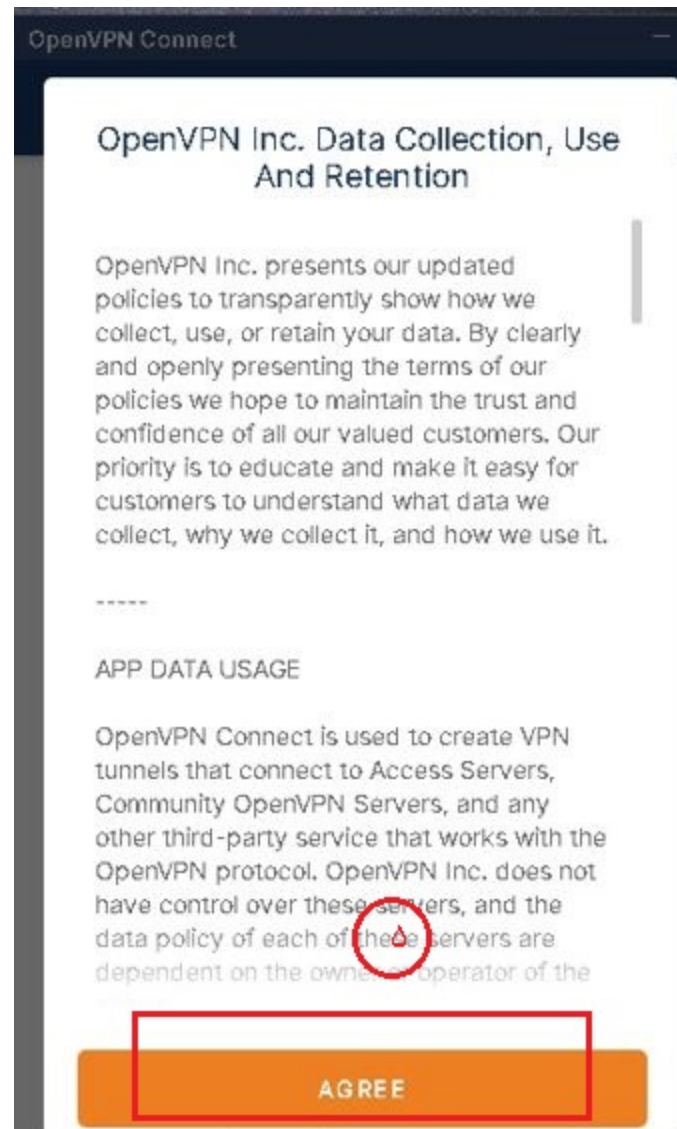 OpenVPN Connect
OpenVPN Inc. Data Collection, Use
And Retention
OpenVPN Inc. presents our updated
policies to transparently show how we
collect, use, or retain your data. By clearly
and openly presenting the terms of our
policies we hope to maintain the trust and
confidence of all our valued customers. Our
priority is to educate and make it easy for
customers to understand what data we
collect, why we collect it, and how we use it.
-----
APP DATA USAGE
OpenVPN Connect is used to create VPN
tunnels that connect to Access Servers,
Community OpenVPN Servers, and any
other third-party service that works with the
OpenVPN protocol. OpenVPN Inc. does not
have control over these servers, and the
data policy of each of these servers are
dependent on the owner or operator of the
AGREE